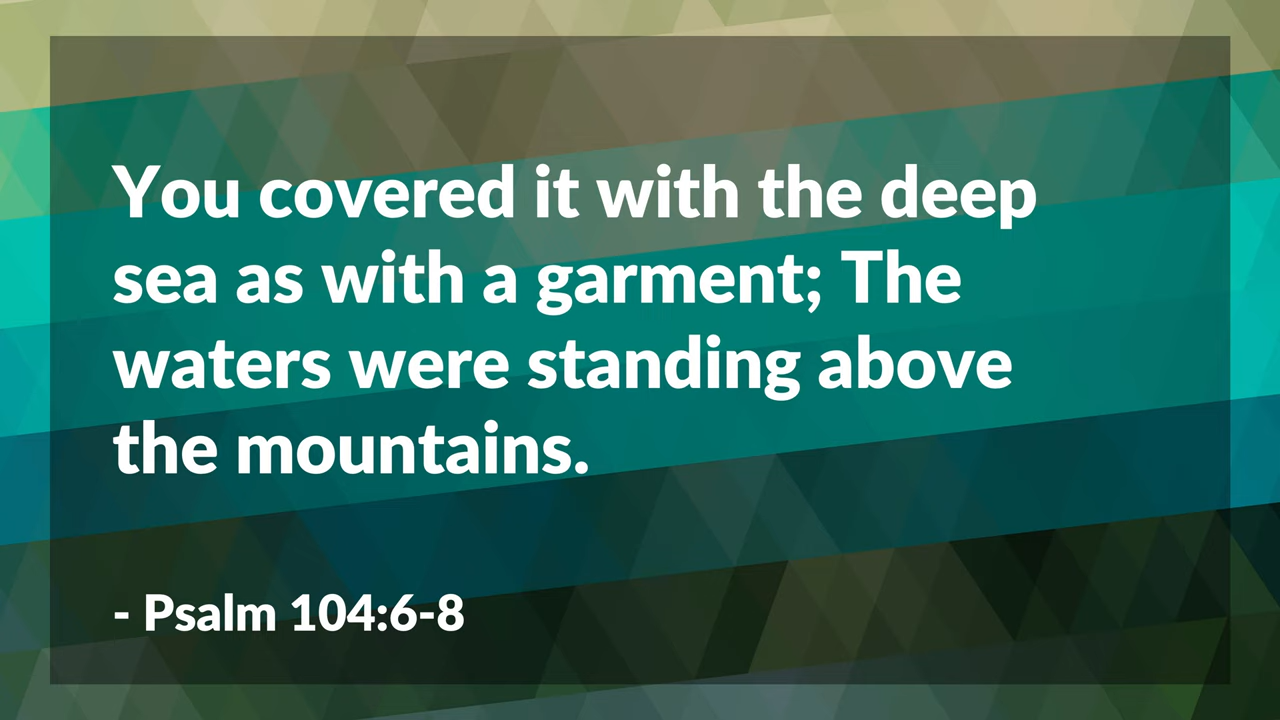 You covered it with the deep
sea as with a garment; The
waters were standing above
the mountains.
- Psalm 104:6-8